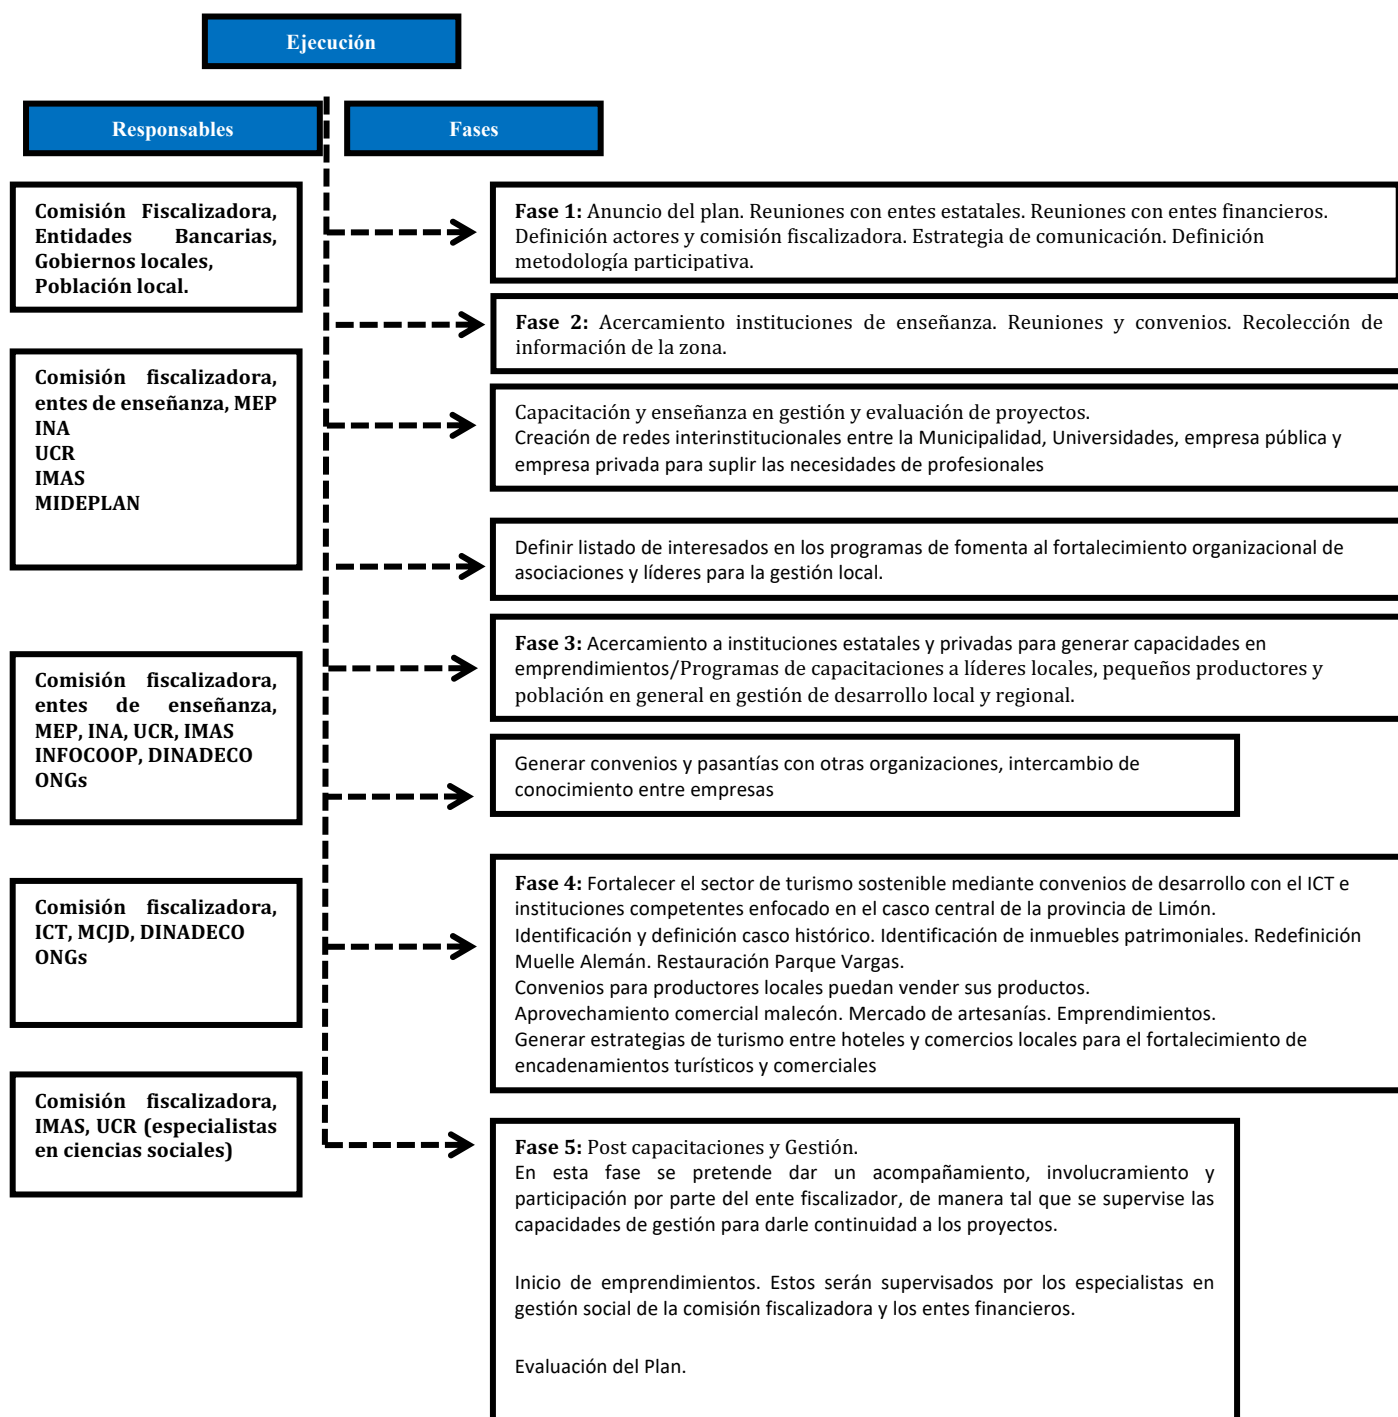 Ejecución
Responsables
Fases
Comisión Fiscalizadora,
Entidades Bancarias,
Gobiernos locales,
Población local.
Fase 1: Anuncio del plan. Reuniones con entes estatales. Reuniones con entes financieros.
Definición actores y comisión fiscalizadora. Estrategia de comunicación. Definición
metodología participativa.
Fase 2: Acercamiento instituciones de enseñanza. Reuniones y convenios. Recolección de
información de la zona.
Comisión fiscalizadora,
entes de enseñanza, MEP
INA
UCR
IMAS
MIDEPLAN
Capacitación y enseñanza en gestión y evaluación de proyectos.
Creación de redes interinstitucionales entre la Municipalidad, Universidades, empresa pública y
empresa privada para suplir las necesidades de profesionales
Definir listado de interesados en los programas de fomenta al fortalecimiento organizacional de
asociaciones y líderes para la gestión local.
Fase 3: Acercamiento a instituciones estatales y privadas para generar capacidades en
emprendimientos/Programas de capacitaciones a líderes locales, pequeños productores y
población en general en gestión de desarrollo local y regional.
Comisión fiscalizadora,
entes de enseñanza,
MEP, INA, UCR, IMAS
INFOCOOP, DINADECO
ONGs
Generar convenios y pasantías con otras organizaciones, intercambio de
conocimiento entre empresas
Comisión fiscalizadora,
ICT, MCJD, DINADECO
ONGs
Fase 4: Fortalecer el sector de turismo sostenible mediante convenios de desarrollo con el ICT e
instituciones competentes enfocado en el casco central de la provincia de Limón.
Identificación y definición casco histórico. Identificación de inmuebles patrimoniales. Redefinición
Muelle Alemán. Restauración Parque Vargas.
Convenios para productores locales puedan vender sus productos.
Aprovechamiento comercial malecón. Mercado de artesanías. Emprendimientos.
Generar estrategias de turismo entre hoteles y comercios locales para el fortalecimiento de
encadenamientos turísticos y comerciales
Comisión fiscalizadora,
IMAS, UCR (especialistas
en ciencias sociales)
Fase 5: Post capacitaciones y Gestión.
En esta fase se pretende dar un acompañamiento, involucramiento y
participación por parte del ente fiscalizador, de manera tal que se supervise las
capacidades de gestión para darle continuidad a los proyectos.
Inicio de emprendimientos. Estos serán supervisados por los especialistas en
gestión social de la comisión fiscalizadora y los entes financieros.
Evaluación del Plan.